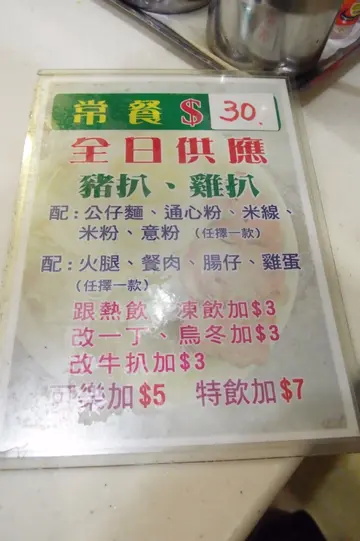 常餐 $ 30.
全日供應
豬扒、雞扒
配:公仔麵、通心粉、米線、
米粉、意粉 (任擇一款)
配:火腿、餐肉、腸仔、雞蛋
(任擇一款)
跟熱飲 凍飲加$3
改一丁、烏冬加$3
改牛扒加$3
樂加$5 特飲加$7